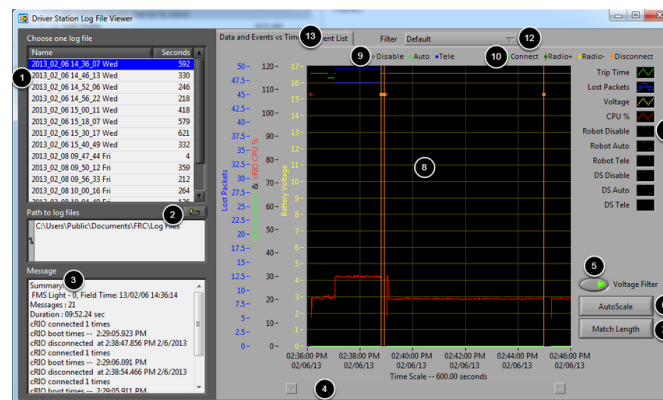 Driver Station Log File Viewer
Choose one log file
Name Seconds
2013_02_06 14_36_07 Wed 592
2013_02_06 14_46_13 Wed 330
2013_02_06 14_52_06 Wed 246
2013_02_06 14_56_22 Wed 218
2013_02_06 15_00_11 Wed 418
2013_02_06 15_18_07 Wed 579
2013_02_06 15_30_17 Wed 621
2013_02_06 15_40_49 Wed 332
2013_02_08 09_47_44 Fri 4
2013_02_08 09_50_12 Fri 359
2013_02_08 09_56_33 Fri 212
2013_02_08 10_00_16 Fri 264
1
Path to log files
2
C:\Users\Public\Documents\FRC\Log Files
Message
3
Summary:
FMS Light - 0, Field Time: 13/02/06 14:36:14
Messages : 21
Duration - 09:52.24 sec
cRIO connected 1 times
cRIO boot times -- 2:29:05.923 PM
cRIO disconnected at 2:38:47.856 PM 2/6/2013
cRIO connected 1 times
cRIO boot times -- 2:29:06.091 PM
cRIO disconnected at 2:38:54.466 PM 2/6/2013
cRIO connected 1 times
cRIO boot times -- 2:29:05.911 PM
Data and Events vs Time
13
Event List
Filter Default
12
9
Disable Auto Tele
10
Connect Radio+ Radio- Disconnect
50- 120- 17-
47.5- 110- 16-
45- 15-
42.5- 100- 14-
40- 13-
37.5- 90- 12-
35- 80- 11-
32.5- 10-
30- 70- 9-
27.5- 60- 8-
25- 7-
22.5- 50- 6-
20- 5-
17.5- 40- 4-
15- 3-
12.5- 30- 2-
10- 20- 1-
7.5- 10-
5- 0-
2.5-
0-
Lost Packets
& cRIO CPU %
Battery Voltage
8
02:36:00 PM 02:38:00 PM 02:40:00 PM 02:42:00 PM 02:44:00 PM 02:46:00 PM
02/06/13 02/06/13 02/06/13 02/06/13 02/06/13 02/06/13
Time Scale -- 600.00 seconds
4
Trip Time
Lost Packets
Voltage
CPU %
Robot Disable
Robot Auto
Robot Tele
DS Disable
DS Auto
DS Tele
5
Voltage Filter
AutoScale
Match Length